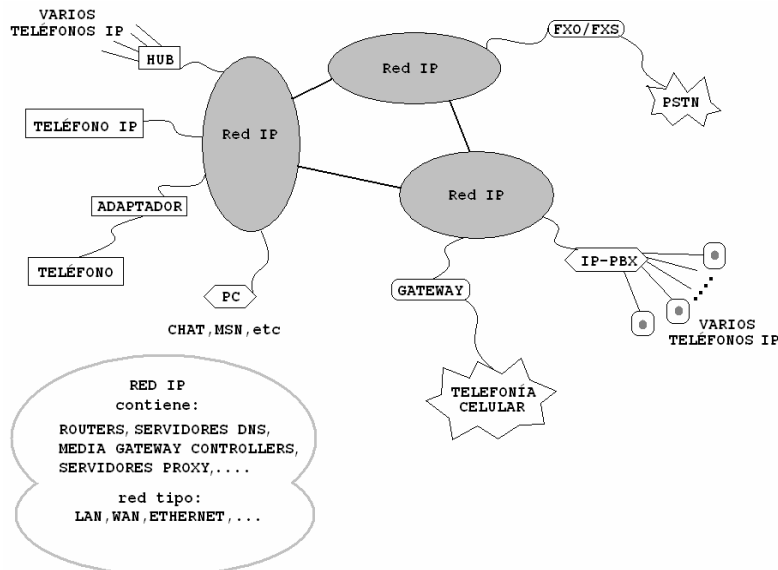 VARIOS
TELÉFONOS IP
HUB
Red IP
FXO/FXS
PSTN
TELÉFONO IP
Red IP
ADAPTADOR
Red IP
TELÉFONO
IP-PBX
PC
GATEWAY
CHAT,MSN,etc
VARIOS
TELÉFONOS IP
TELEFONÍA
CELULAR
RED IP
contiene:
ROUTERS,SERVIDORES DNS,
MEDIA GATEWAY CONTROLLERS,
SERVIDORES PROXY,....
red tipo:
LAN,WAN,ETHERNET,...